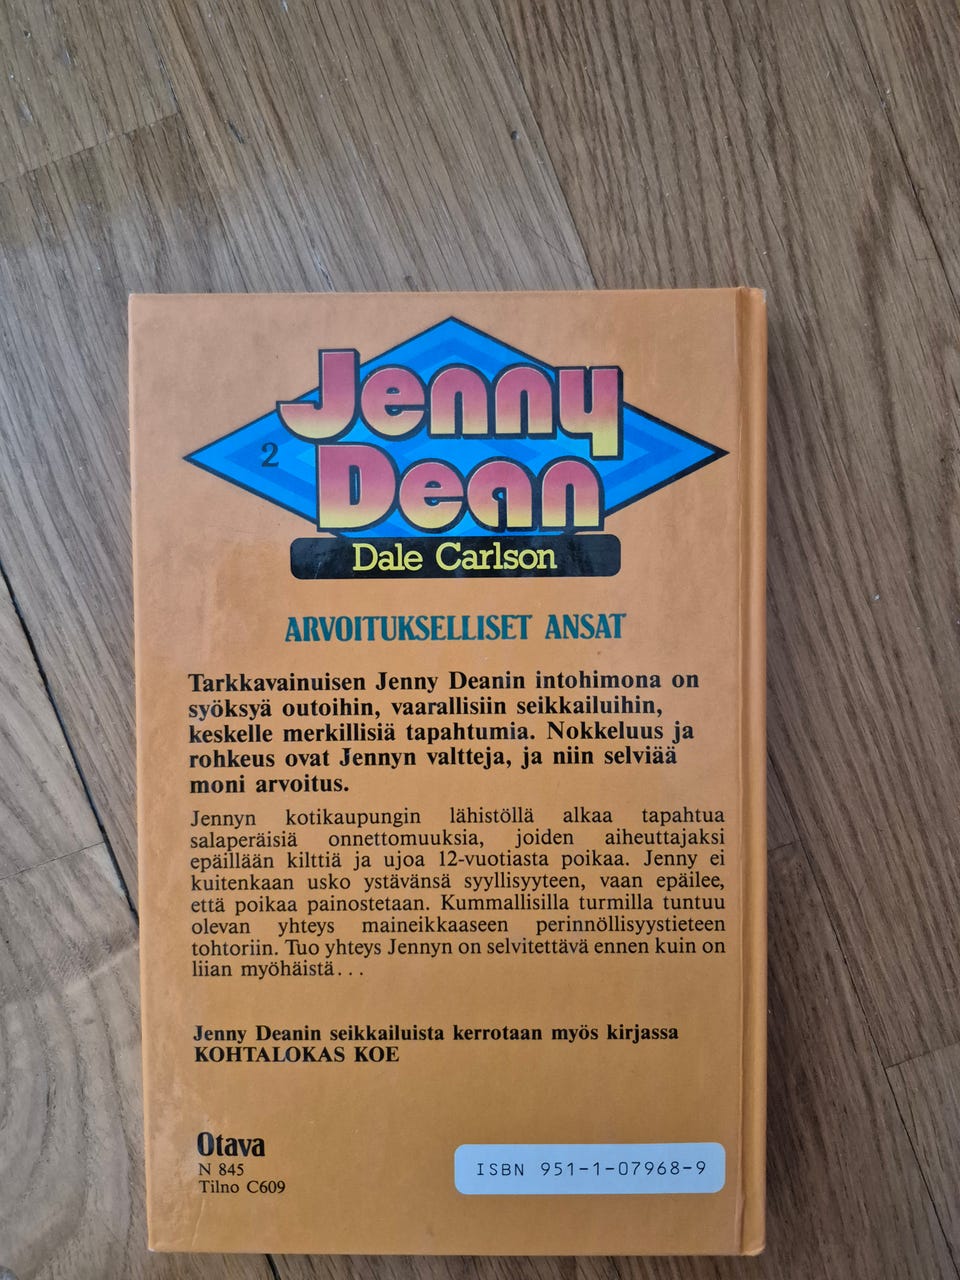 Jenny
2
Dean
Dale Carlson
ARVOITUKSELLISET ANSAT
Tarkkavainuisen Jenny Deanin intohimona on
syöksyä outoihin, vaarallisiin seikkailuihin,
keskelle merkillisiä tapahtumia. Nokkeluus ja
rohkeus ovat Jennyn valtteja, ja niin selviää
moni arvoitus.
Jennyn kotikaupungin lähistöllä alkaa tapahtua
salaperäisiä onnettomuuksia, joiden aiheuttajaksi
epäillään kilttiä ja ujoa 12-vuotiasta poikaa. Jenny ei
kuitenkaan usko ystävänsä syyllisyyteen, vaan epäilee,
että poikaa painostetaan. Kummallisilla turmilla tuntuu
olevan yhteys maineikkaaseen perinnöllisyystieteen
tohtoriin. Tuo yhteys Jennyn on selvitettävä ennen kuin on
liian myöhäistä...
Jenny Deanin seikkailuista kerrotaan myös kirjassa
KOHTALOKAS KOE
Otava
N 845
Tilno C609
ISBN 951-1-07968-9